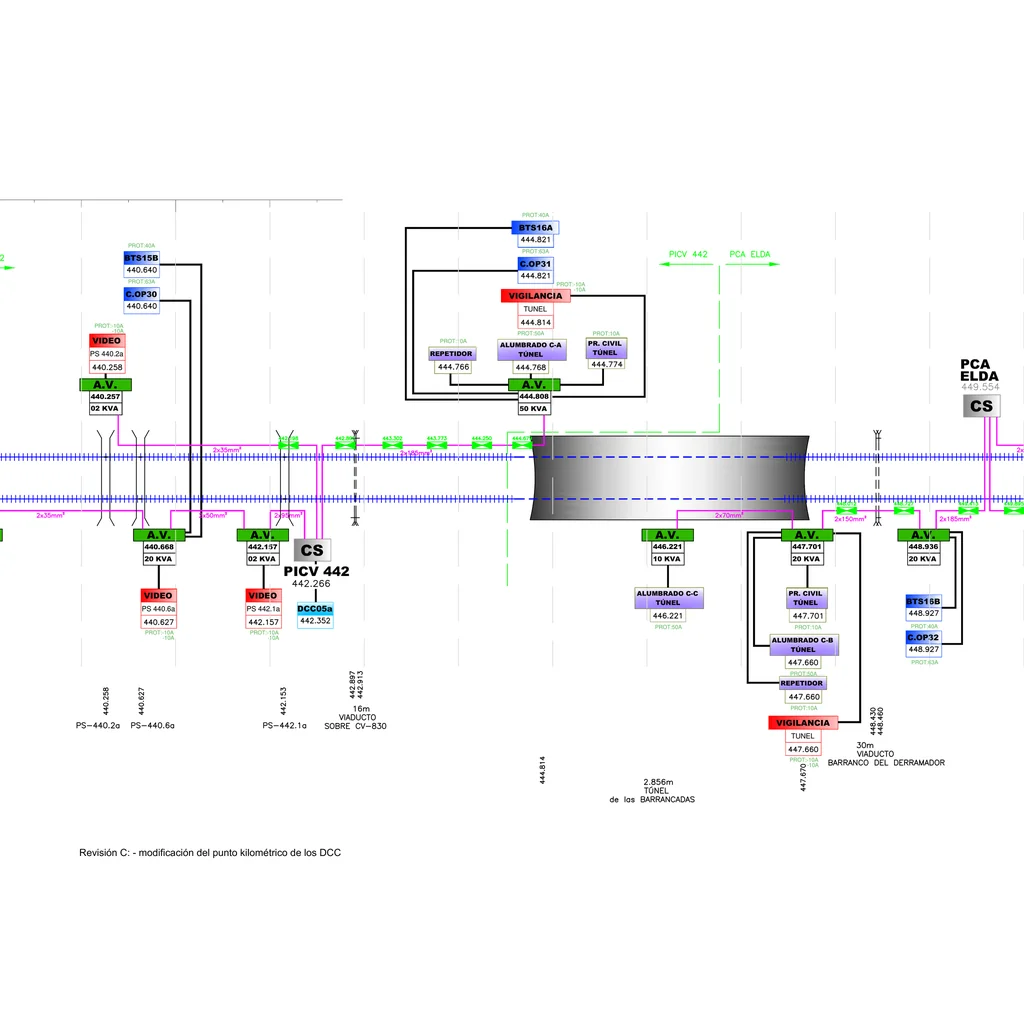 2
PROT:40A
BTS15B
440.640
PROT:63A
C.OP30
440.640
PROT:-10A
-10A
VIDEO
PS 440.2a
440.258
A.V.
440.257
02 KVA
PROT:40A
BTS16A
444.821
PROT:63A
C.OP31
444.821
PROT:-10A
-10A
VIGILANCIA
TUNEL
444.814
PROT:10A
REPETIDOR
444.766
PROT:50A
ALUMBRADO C-A
TÚNEL
444.768
PROT:10A
PR. CIVIL
TÚNEL
444.774
A.V.
444.808
50 KVA
PICV 442
PCA ELDA
PCA
ELDA
449.554
CS
443.302
443.773
444.250
2x35mm²
2x185mm²
2x
2x35mm²
2x50mm²
2x95mm²
2x70mm²
2x150mm²
2x185mm²
A.V.
440.668
20 KVA
VIDEO
PS 440.6a
440.627
PROT:-10A
-10A
A.V.
442.157
02 KVA
VIDEO
PS 442.1a
442.157
PROT:-10A
-10A
CS
PICV 442
442.266
DCC05a
442.352
A.V.
446.221
10 KVA
ALUMBRADO C-C
TÚNEL
446.221
PROT:50A
A.V.
447.701
20 KVA
PR. CIVIL
TÚNEL
447.701
PROT:10A
ALUMBRADO C-B
TÚNEL
447.660
PROT:50A
REPETIDOR
447.660
PROT:10A
VIGILANCIA
TUNEL
447.660
PROT:-10A
-10A
A.V.
448.936
20 KVA
BTS15B
448.927
PROT:40A
C.OP32
448.927
PROT:63A
440.258
PS-440.2a
440.627
PS-440.6a
442.153
PS-442.1a
442.897
442.913
16m
VIADUCTO
SOBRE CV-830
444.814
2.856m
TÚNEL
de las BARRANCADAS
447.670
448.430
448.460
30m
VIADUCTO
BARRANCO DEL DERRAMADOR
Revisión C: - modificación del punto kilométrico de los DCC